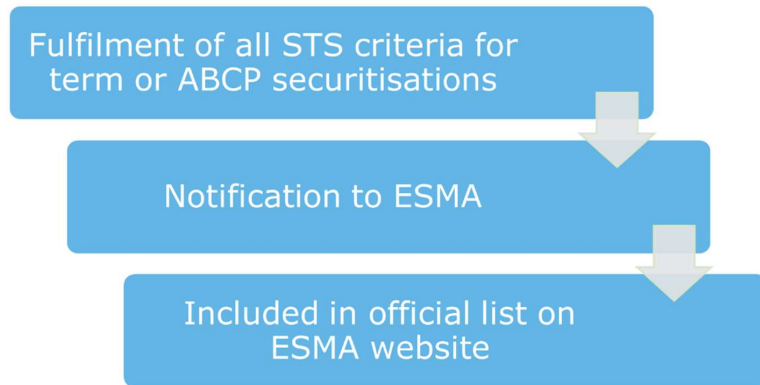 Fulfilment of all STS criteria for
term or ABCP securitisations
Notification to ESMA
Included in official list on
ESMA website